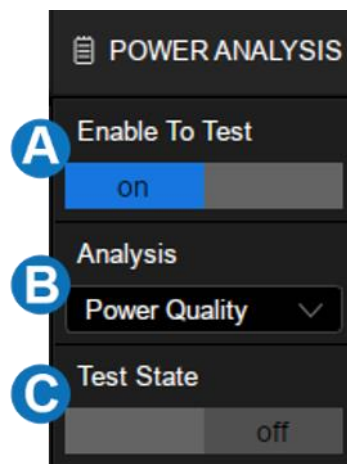 POWER ANALYSIS
A
Enable To Test
on
B
Analysis
Power Quality
C
Test State
off